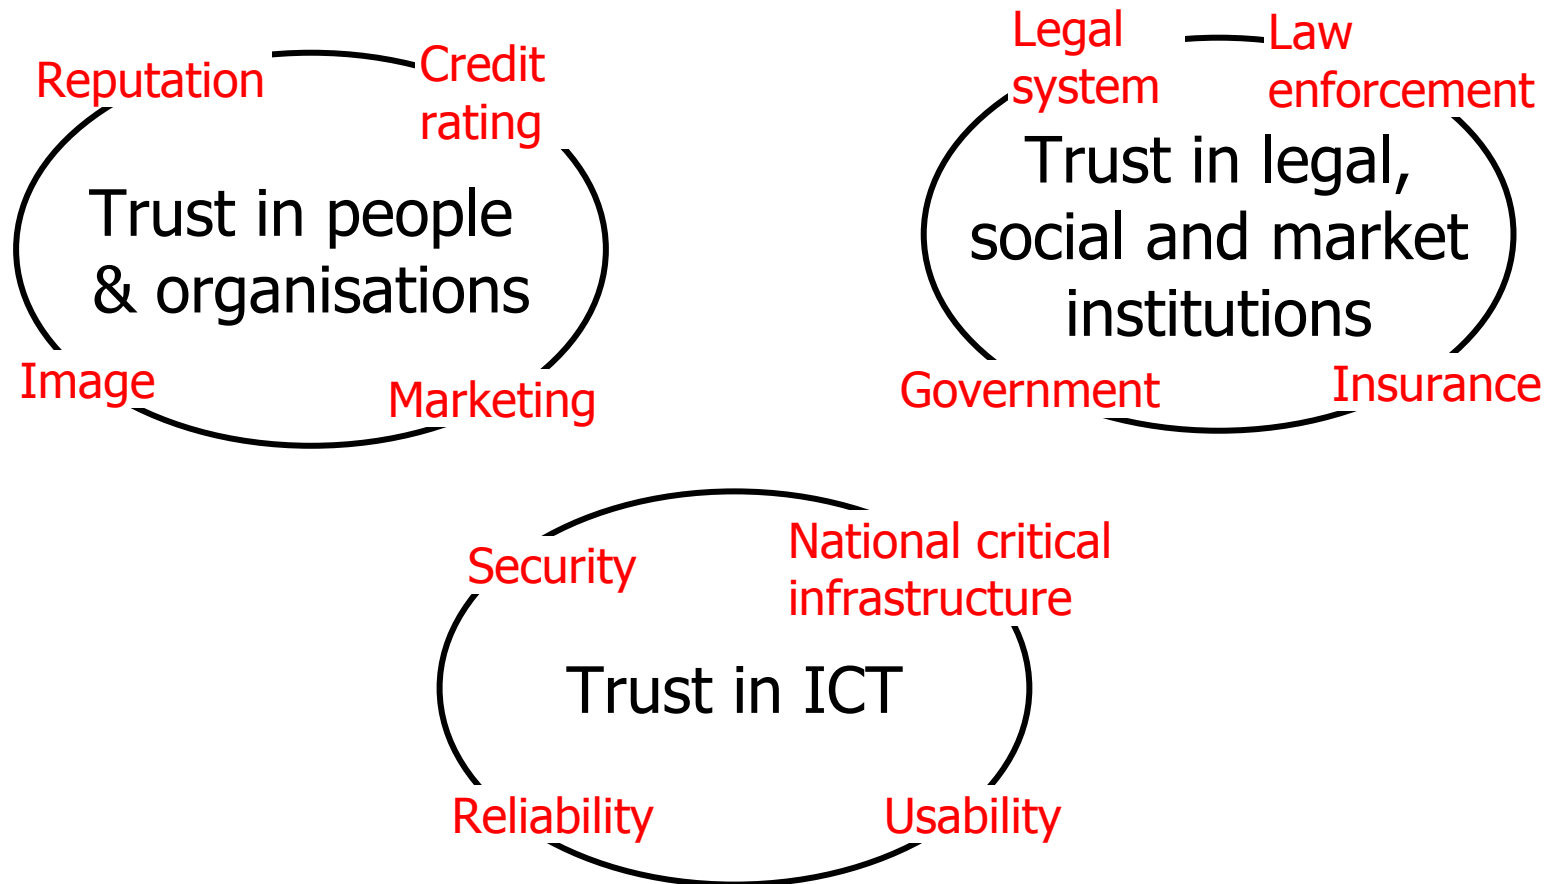 Reputation
Credit
rating
Trust in people
& organisations
Image
Marketing
Legal
system
Law
enforcement
Trust in legal,
social and market
institutions
Government
Insurance
Security
National critical
infrastructure
Trust in ICT
Reliability
Usability